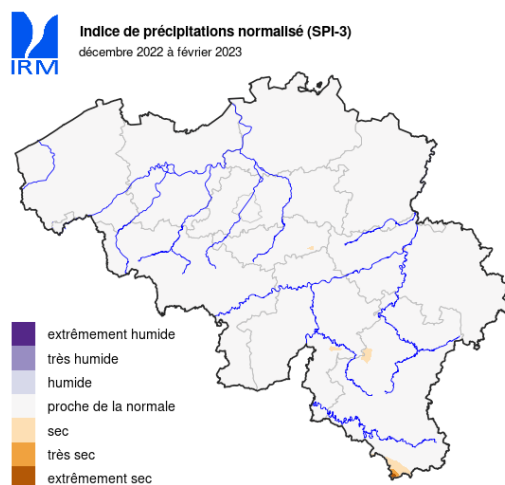 Indice de précipitations normalisé (SPI-3)
décembre 2022 à février 2023
IRM
extrêmement humide
très humide
humide
proche de la normale
sec
très sec
extrêmement sec